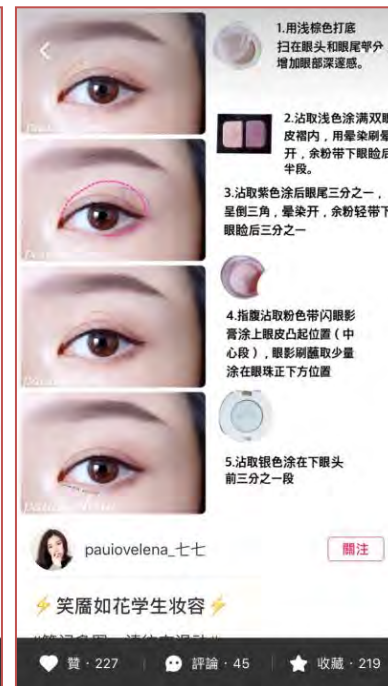 1.用浅棕色打底
扫在眼头和眼尾部分
增加眼部深邃感。
2.沾取浅色涂满双眼
皮褶内，用晕染刷晕
开，余粉带下眼睑后
半段。
3.沾取紫色涂后眼尾三分之一，
呈倒三角，晕染开，余粉轻带下
眼睑后三分之一
4.指腹沾取粉色带闪眼影
膏涂上眼皮凸起位置（中
心段），眼影刷蘸取少量
涂在眼珠正下方位置
5.沾取银色涂在下眼头
前三分之一段
pauiovelena_七七
關注
⚡笑靥如花学生妆容⚡
贊·227
評論·45
收藏·219